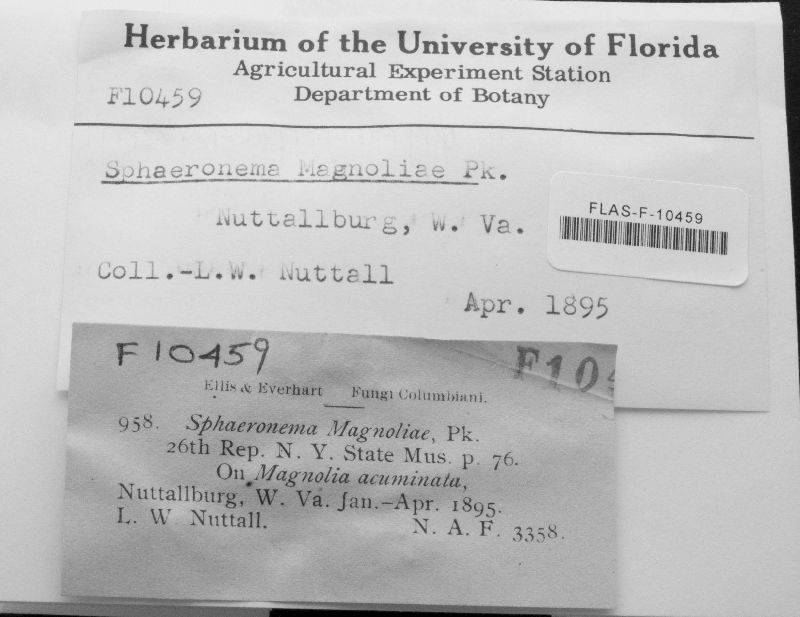 Herbarium of the University of Florida
Agricultural Experiment Station
F10459 Department of Botany
Sphaeronema Magnoliae Pk.
Nuttallburg, W. Va.
FLAS-F-10459
Coll.-L.W. Nuttall
Apr. 1895
F 10459
F10
Ellis & Everhart Fungi Columbiani.
958. Sphaeronema Magnoliae, Pk.
26th Rep. N. Y. State Mus. p. 76.
On Magnolia acuminata,
Nuttallburg, W. Va. Jan.-Apr. 1895.
L. W Nuttall.
N. A. F. 3358.